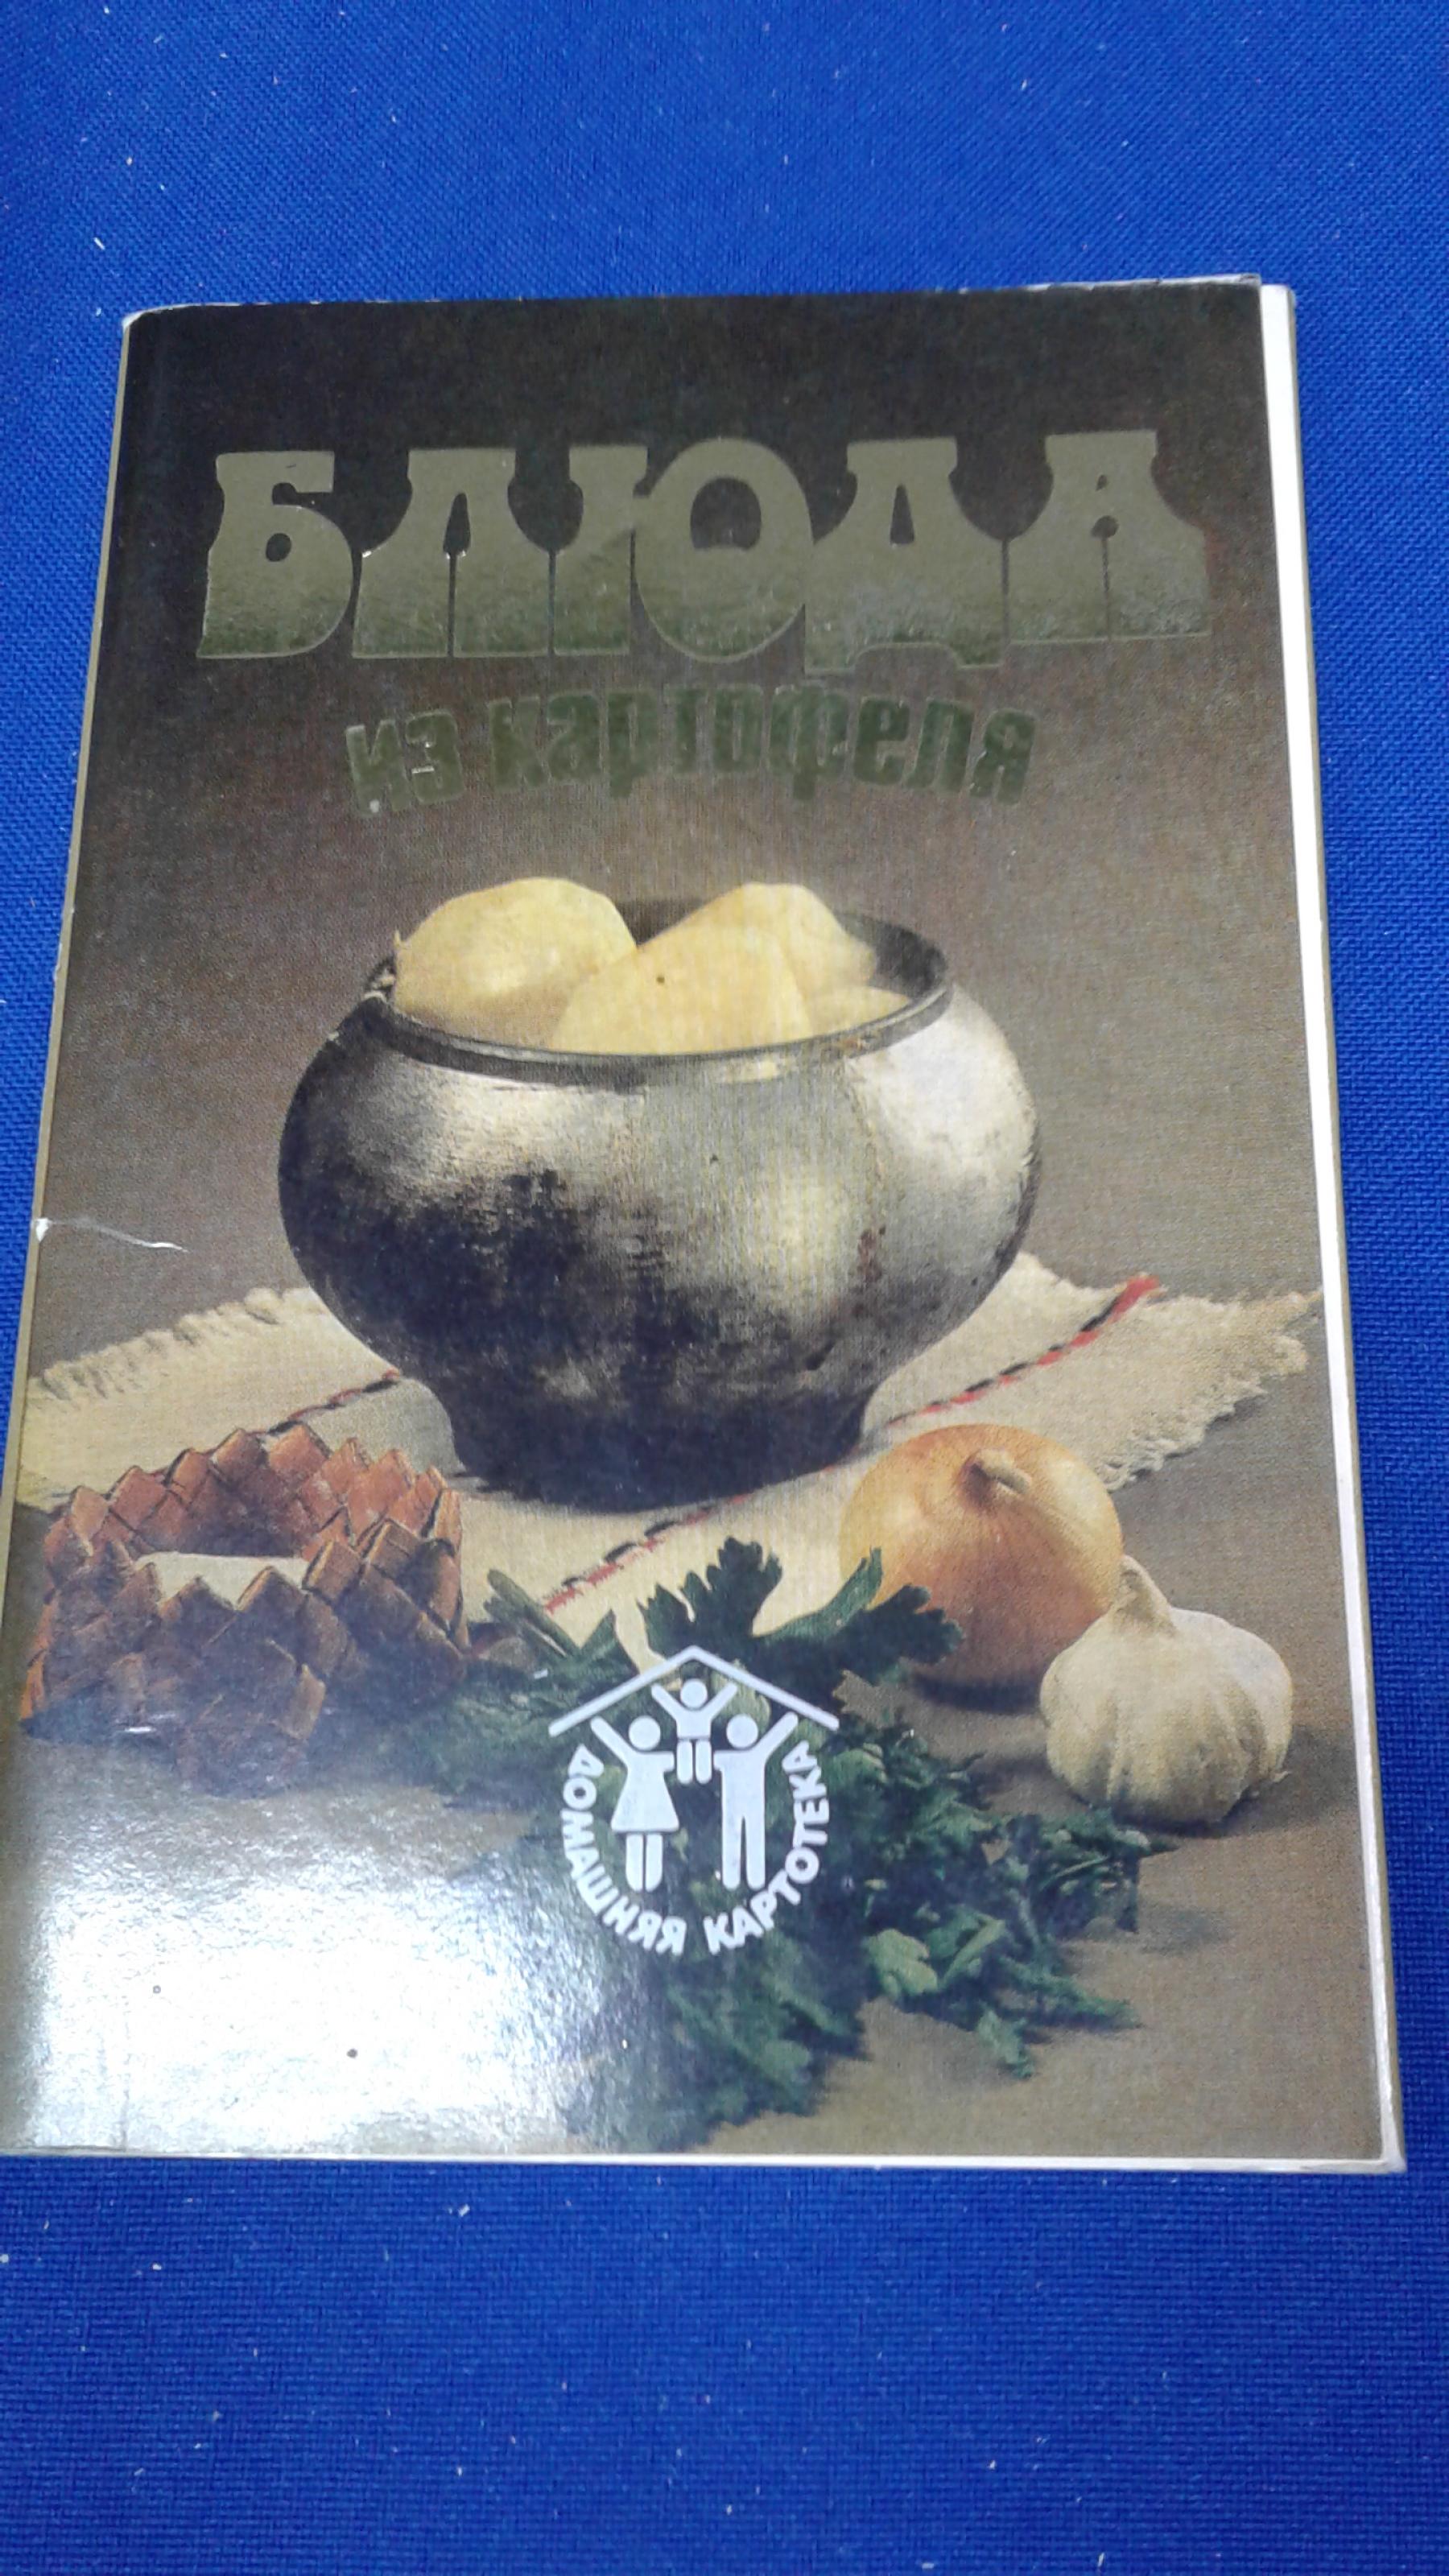 БЛЮДА
из картофеля
ДОМАШНЯЯ КАРТОТЕКА